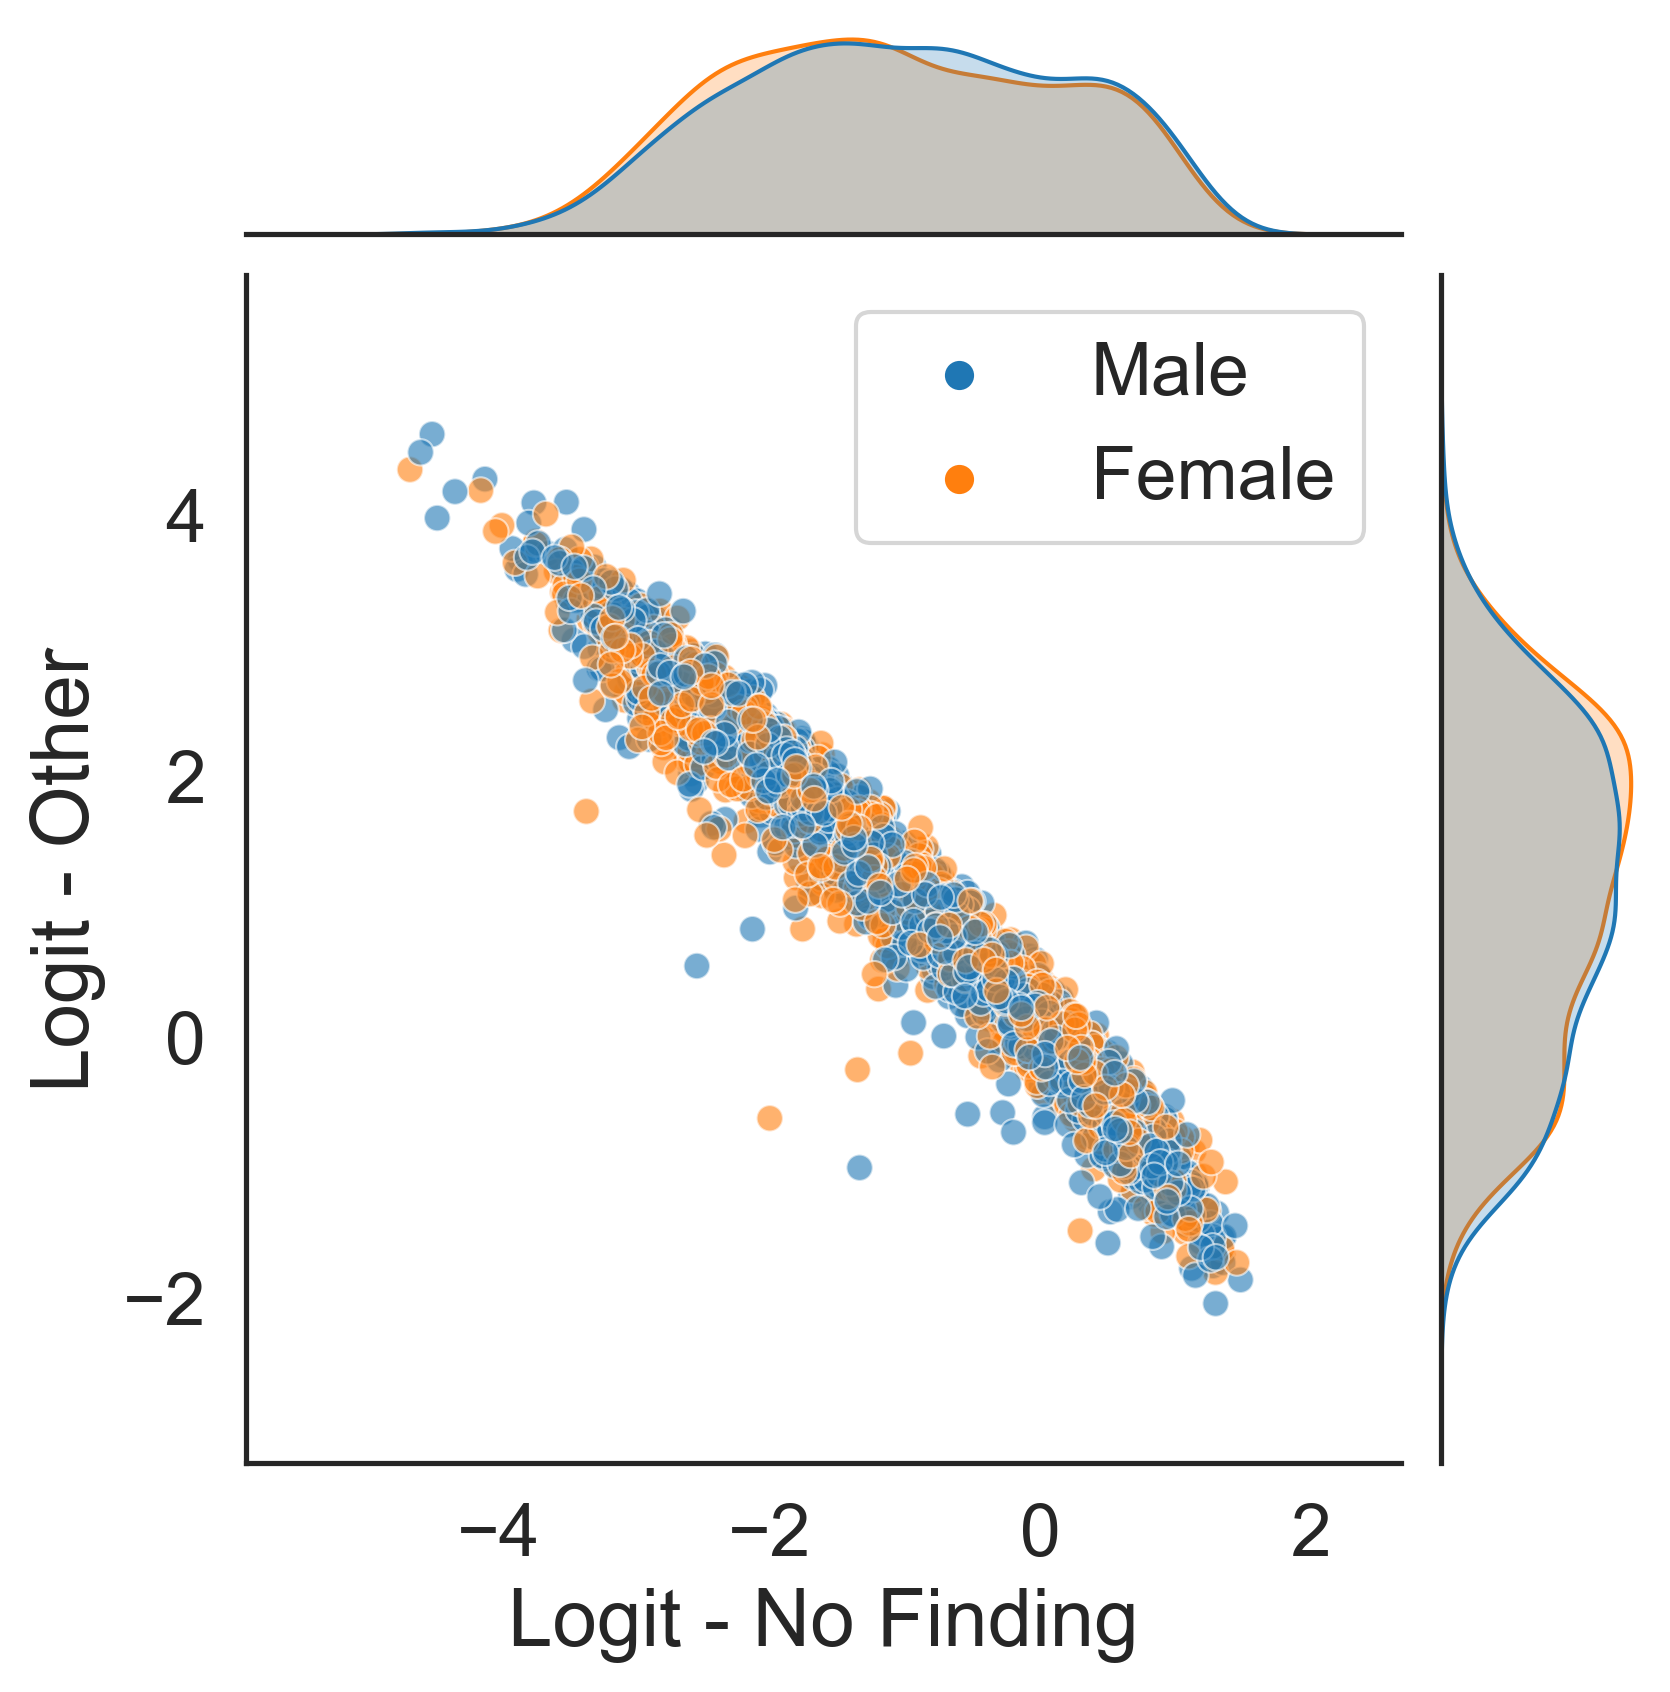 Male
Female
4
2
0
−2
Logit - Other
−4 −2 0 2
Logit - No Finding